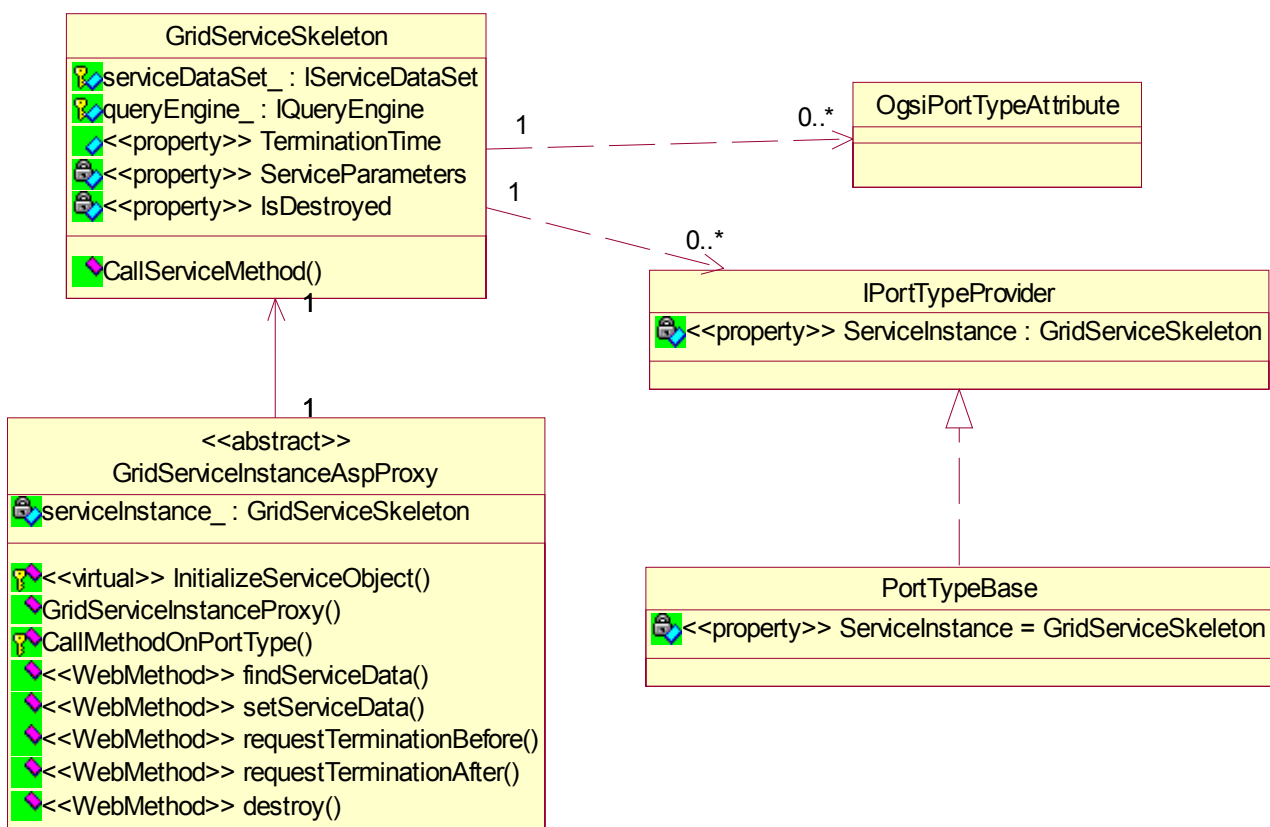 GridServiceSkeleton
serviceDataSet_ : IServiceDataSet
queryEngine_ : IQueryEngine
<<property>> TerminationTime
<<property>> ServiceParameters
<<property>> IsDestroyed
CallServiceMethod()
1
0..*
OgsiPortTypeAttribute
1
0..*
IPortTypeProvider
<<property>> ServiceInstance : GridServiceSkeleton
1
1
<<abstract>>
GridServiceInstanceAspProxy
serviceInstance_ : GridServiceSkeleton
<<virtual>> InitializeServiceObject()
GridServiceInstanceProxy()
CallMethodOnPortType()
<<WebMethod>> findServiceData()
<<WebMethod>> setServiceData()
<<WebMethod>> requestTerminationBefore()
<<WebMethod>> requestTerminationAfter()
<<WebMethod>> destroy()
PortTypeBase
<<property>> ServiceInstance = GridServiceSkeleton